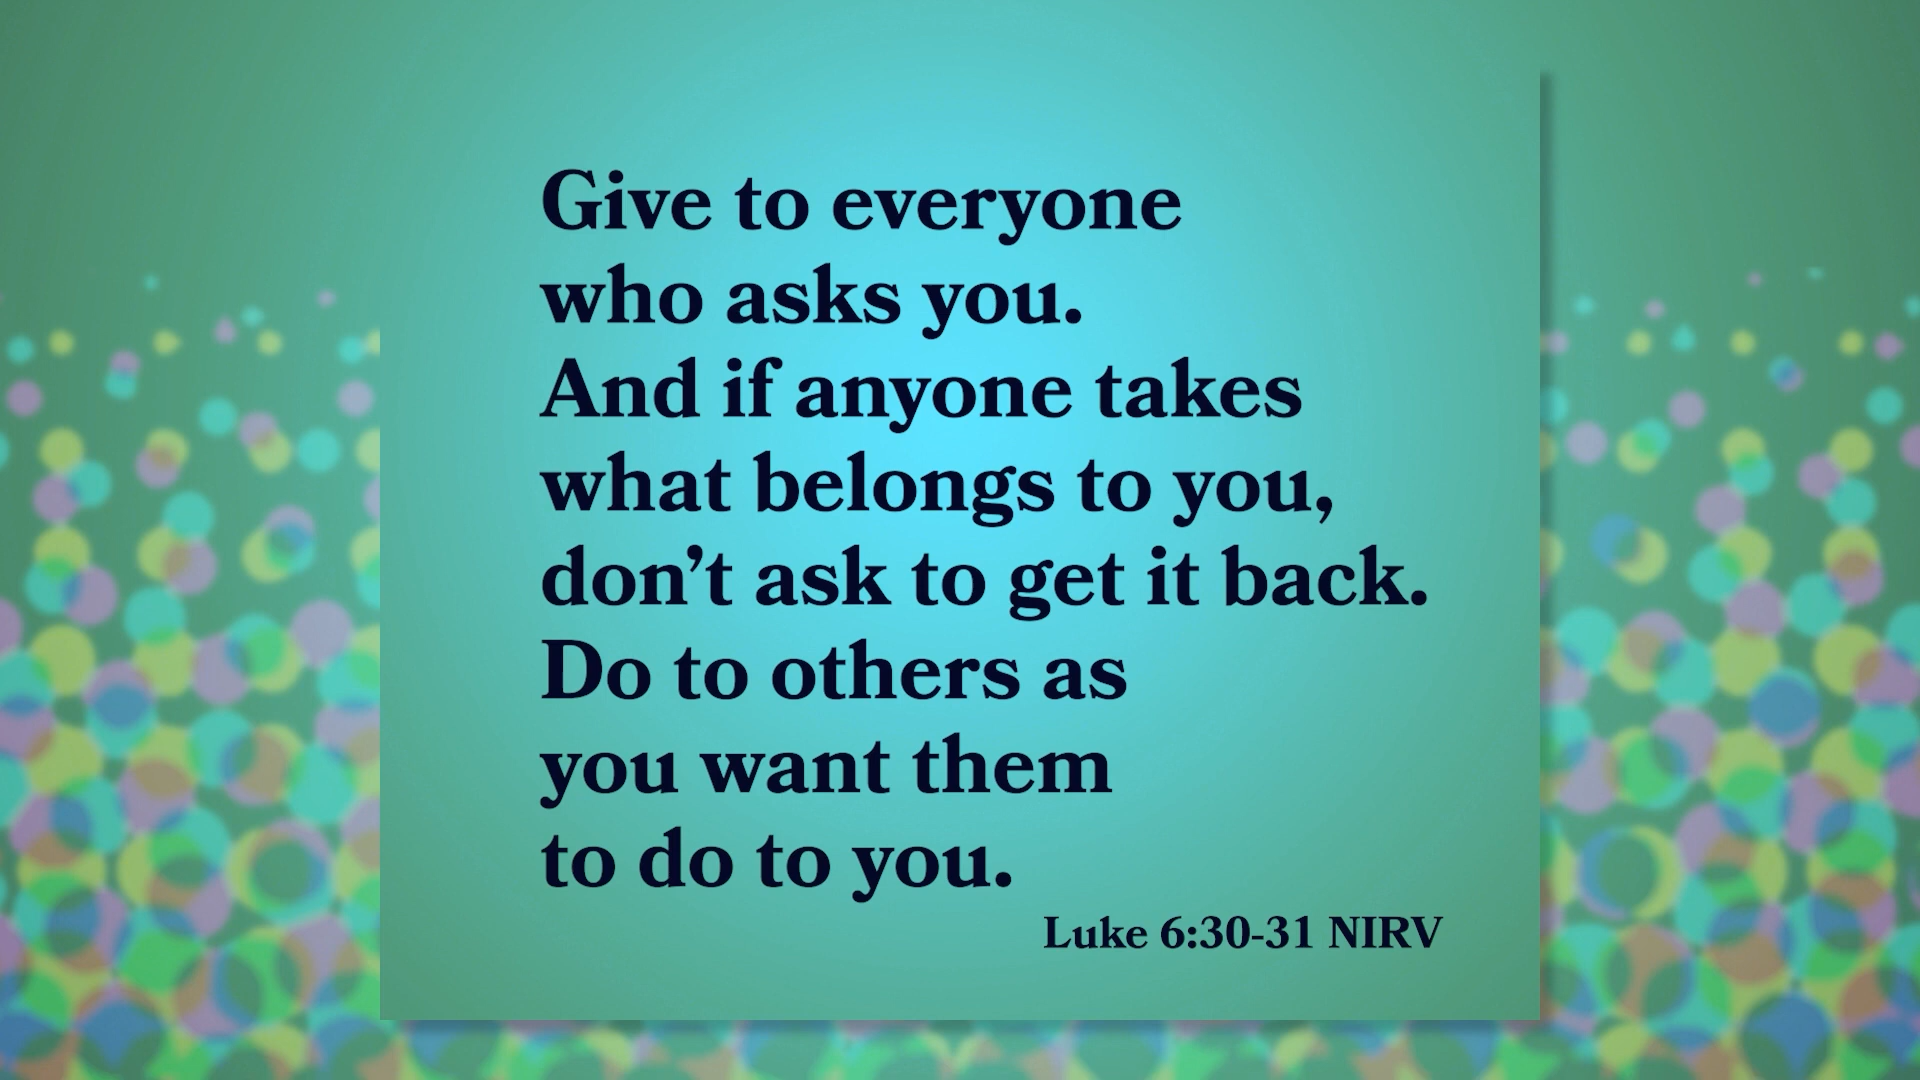 Give to everyone
who asks you.
And if anyone takes
what belongs to you,
don’t ask to get it back.
Do to others as
you want them
to do to you.
Luke 6:30-31 NIRV